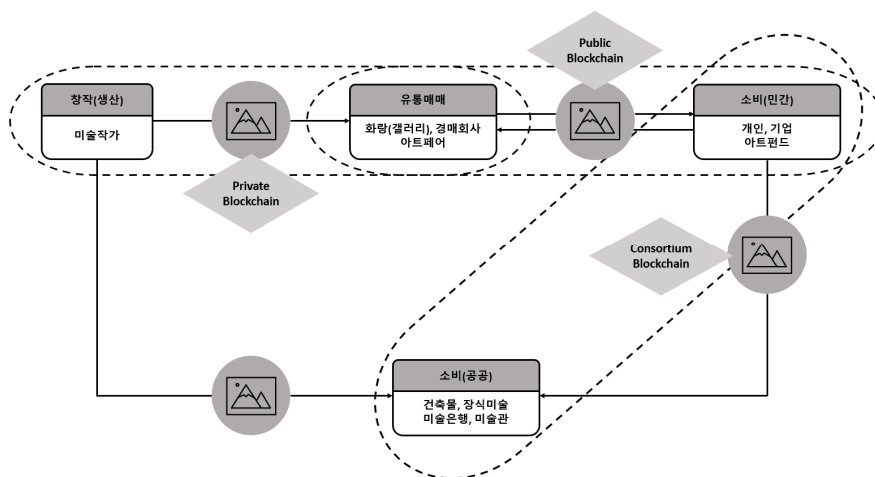 Public
Blockchain
창작(생산)
미술작가
유통매매
화랑(갤러리), 경매회사
아트페어
소비(민간)
개인, 기업
아트펀드
Private
Blockchain
Consortium
Blockchain
소비(공공)
건축물, 장식미술
미술은행, 미술관